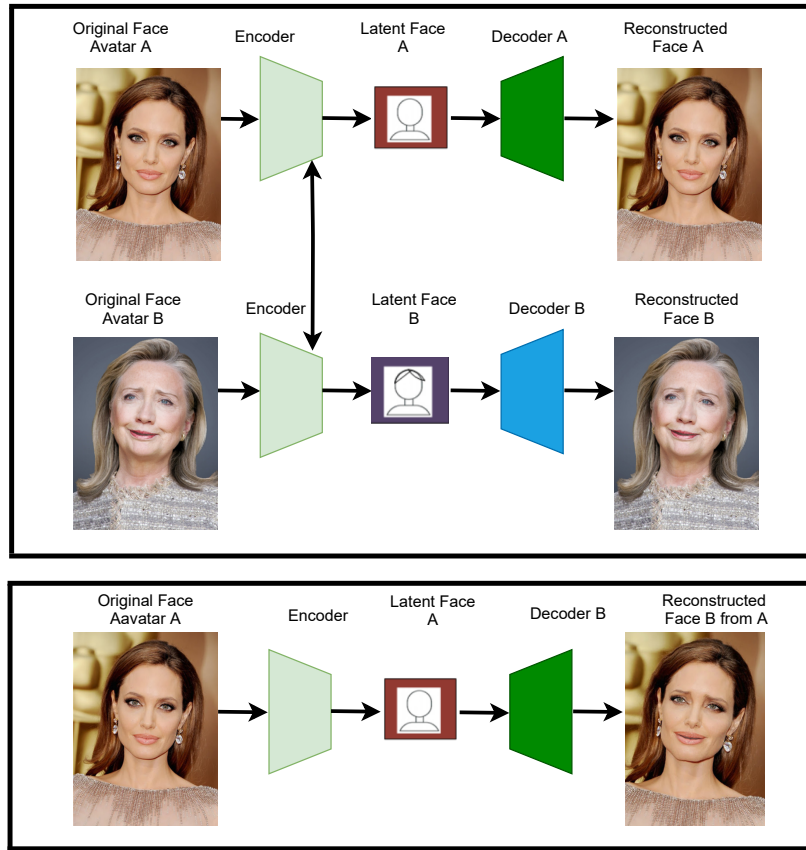 Original Face
Avatar A
Encoder
Latent Face
A
Decoder A
Reconstructed
Face A
Original Face
Avatar B
Encoder
Latent Face
B
Decoder B
Reconstructed
Face B
Original Face
Aavatar A
Encoder
Latent Face
A
Decoder B
Reconstructed
Face B from A